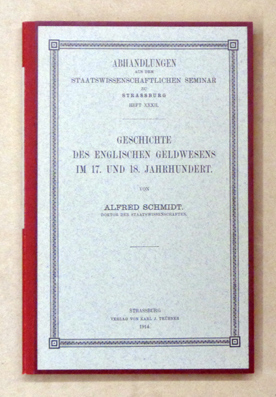 ABHANDLUNGEN
AUS DEM
STAATSWISSENSCHAFTLICHEN SEMINAR
ZU
STRASSBURG
HEFT XXXII.
GESCHICHTE
DES ENGLISCHEN GELDWESENS
IM 17. UND 18. JAHRHUNDERT.
VON
ALFRED SCHMIDT,
DOKTOR DER STAATSWISSENSCHAFTEN.
STRASSBURG
VERLAG VON KARL J. TRÜBNER
1914